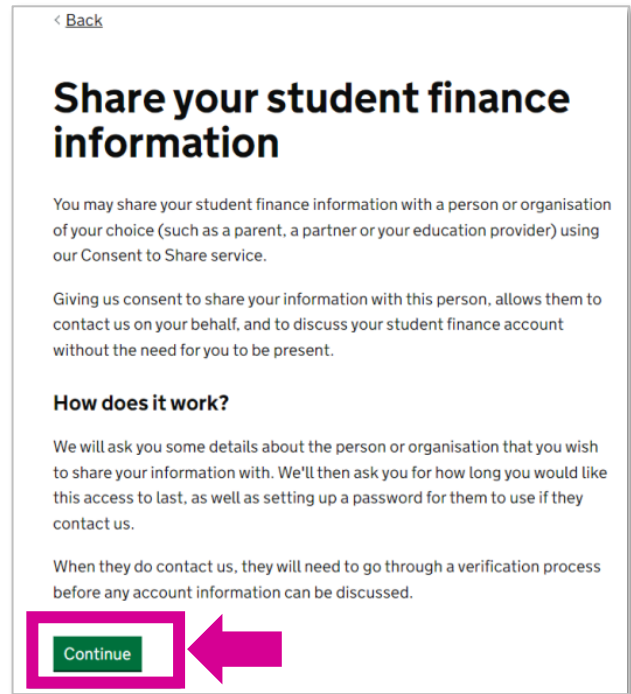 < Back
Share your student finance
information
You may share your student finance information with a person or organisation
of your choice (such as a parent, a partner or your education provider) using
our Consent to Share service.
Giving us consent to share your information with this person, allows them to
contact us on your behalf, and to discuss your student finance account
without the need for you to be present.
How does it work?
We will ask you some details about the person or organisation that you wish
to share your information with. We'll then ask you for how long you would like
this access to last, as well as setting up a password for them to use if they
contact us.
When they do contact us, they will need to go through a verification process
before any account information can be discussed.
Continue